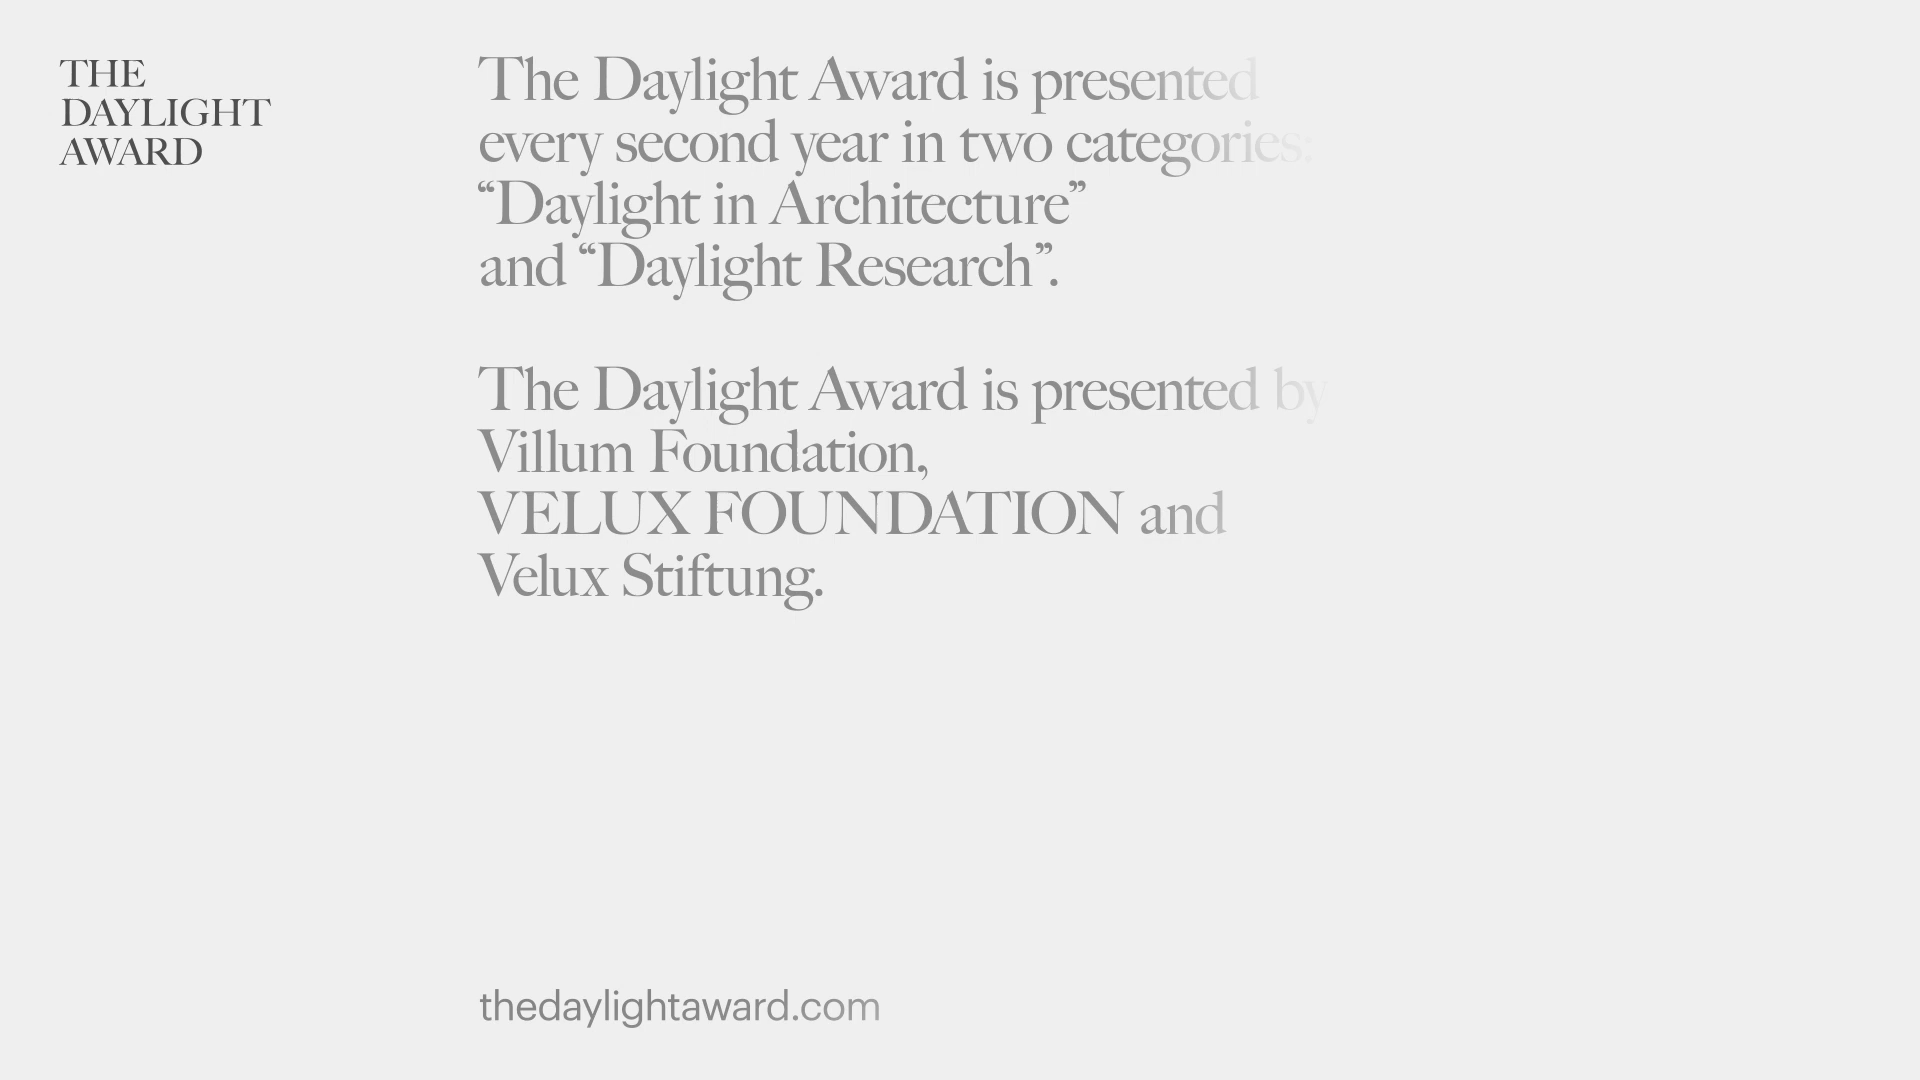 THE
DAYLIGHT
AWARD
The Daylight Award is presented
every second year in two categories:
“Daylight in Architecture”
and “Daylight Research”.
The Daylight Award is presented by
Villum Foundation,
VELUX FOUNDATION and
Velux Stiftung.
thedaylightaward.com